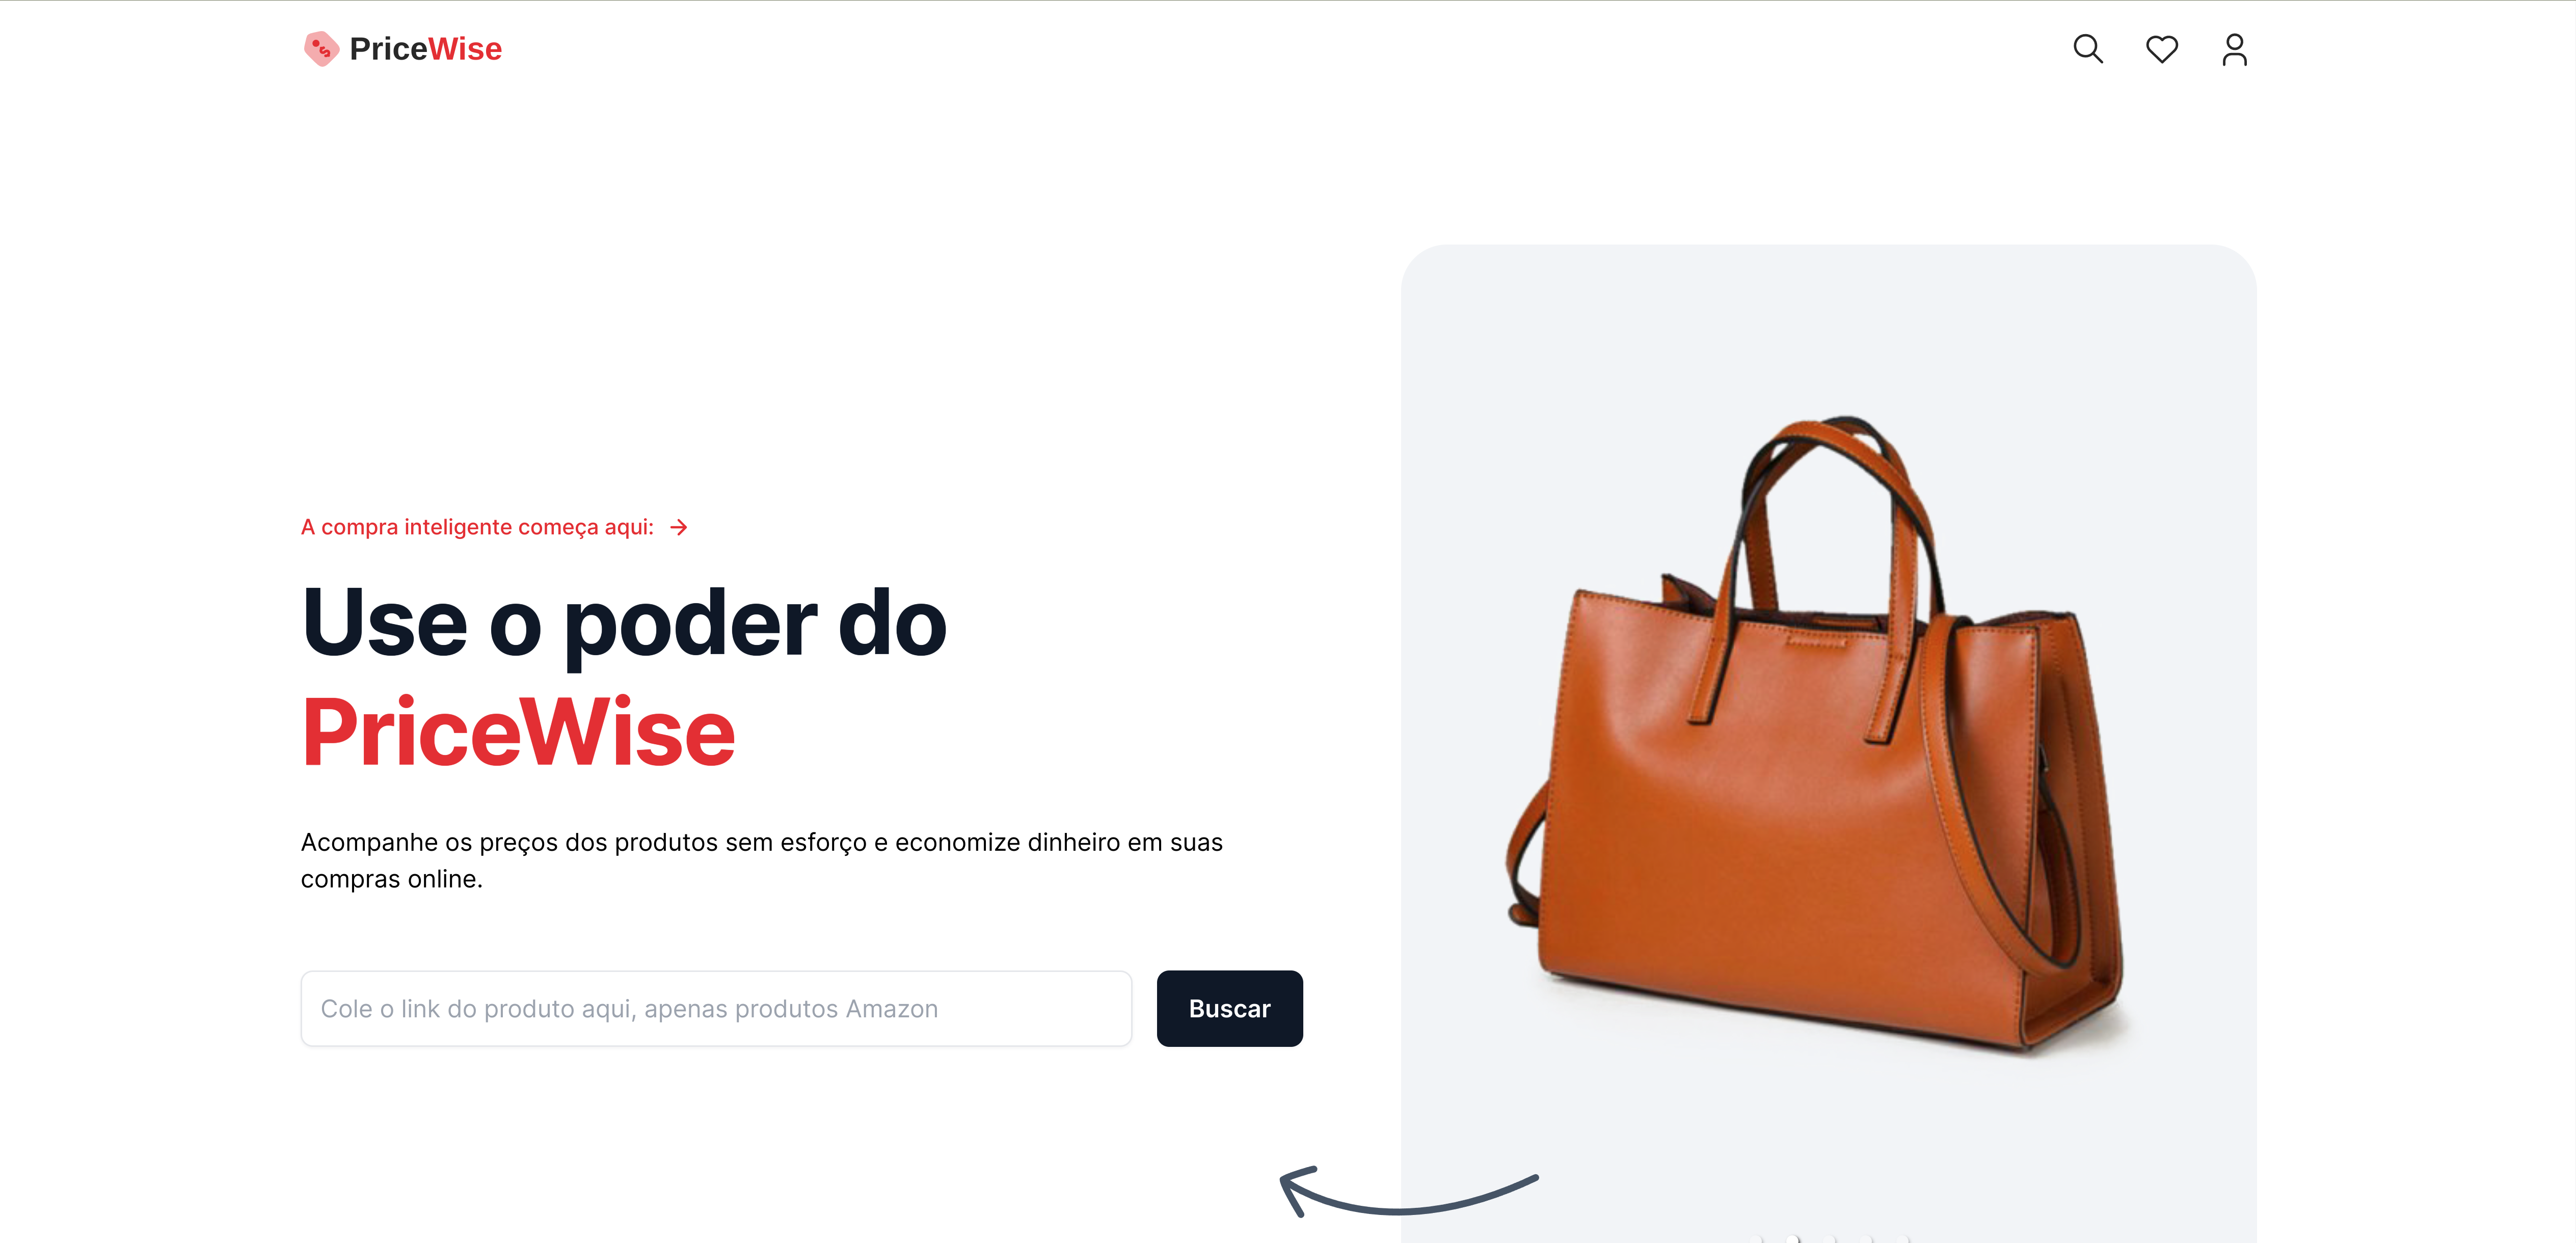 PriceWise
A compra inteligente começa aqui:
Use o poder do
PriceWise
Acompanhe os preços dos produtos sem esforço e economize dinheiro em suas
compras online.
Cole o link do produto aqui, apenas produtos Amazon
Buscar